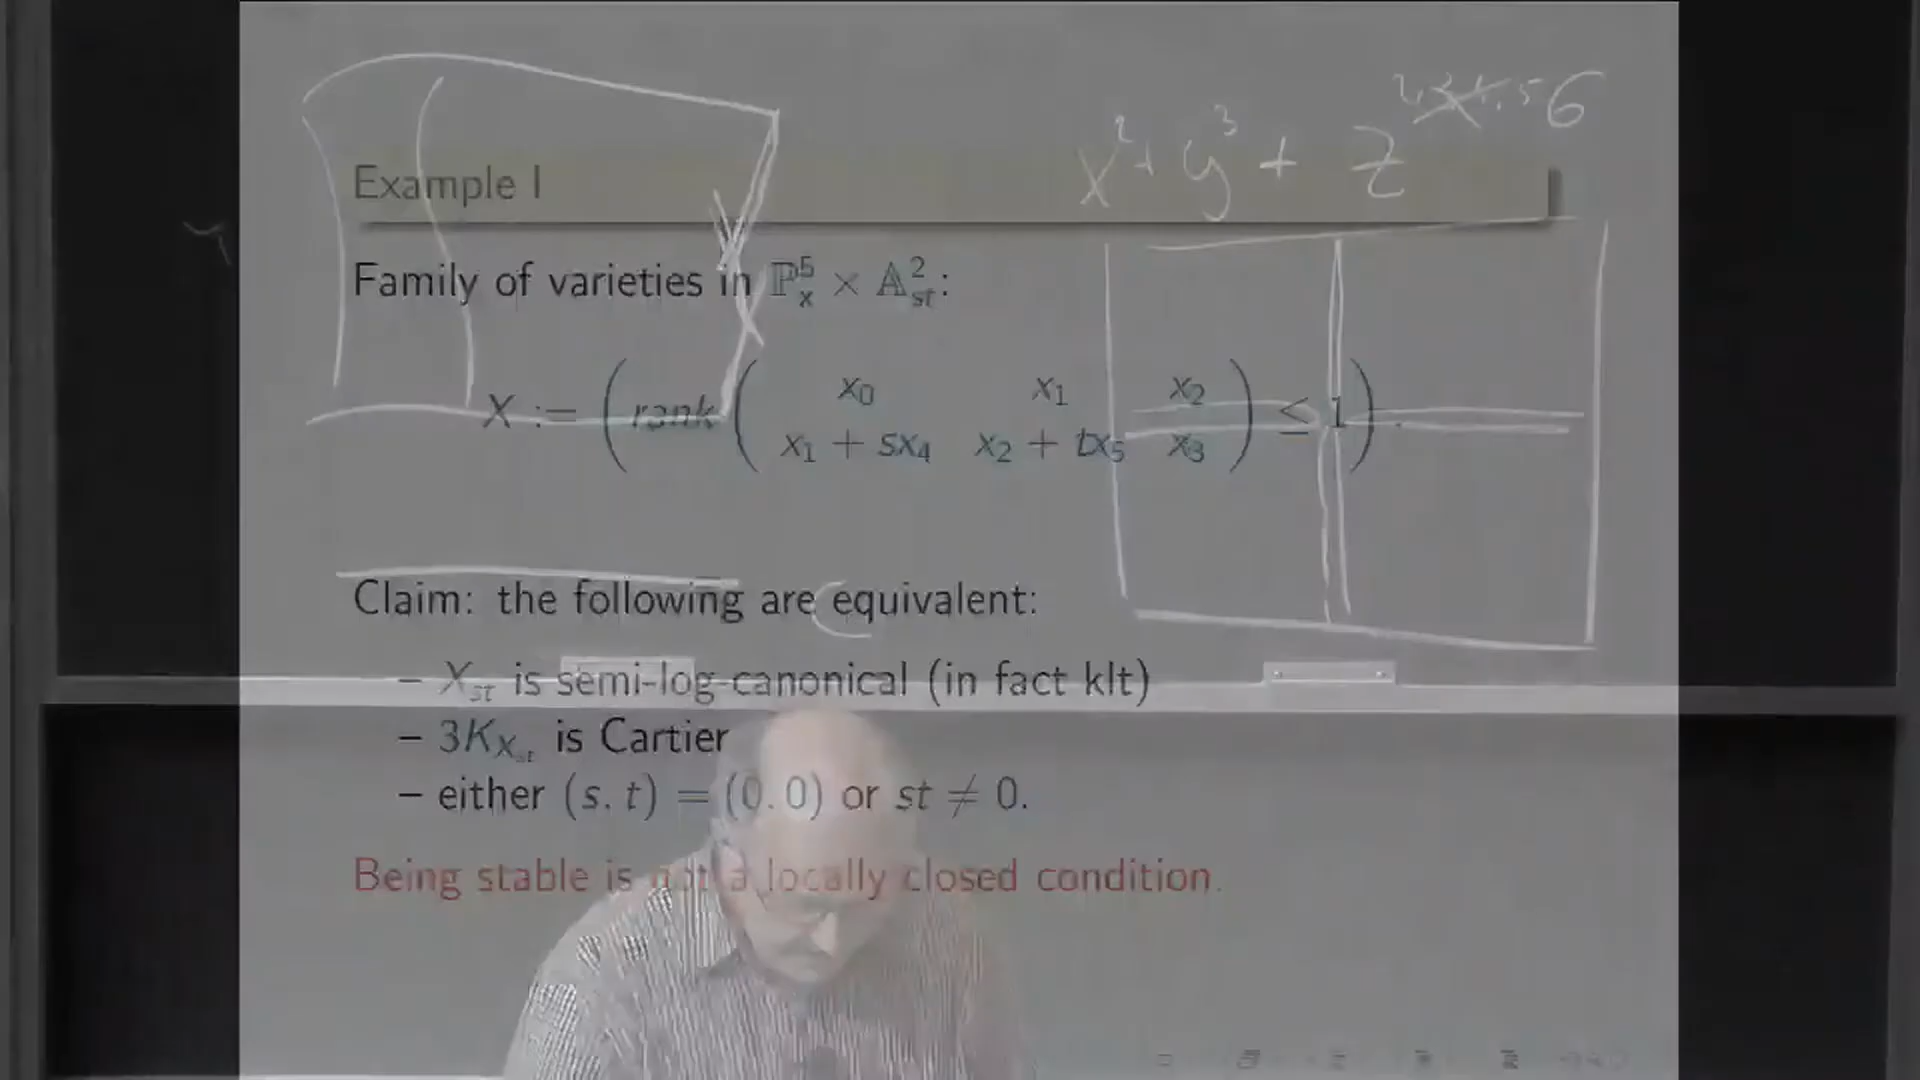 x² + y³ + z 6
Example I
Family of varieties in ℙ⁵ₓ × 𝔸²ₛₜ:
X := ( rank ( x₀ x₁ x₂
x₁ + sx₄ x₂ + tx₅ x₃ ) ≤ 1 ) .
Claim: the following are equivalent:
– Xₛₜ is semi-log-canonical (in fact klt)
– 3K_{Xₛₜ} is Cartier
– either (s, t) = (0, 0) or st ≠ 0.
Being stable is not a locally closed condition.